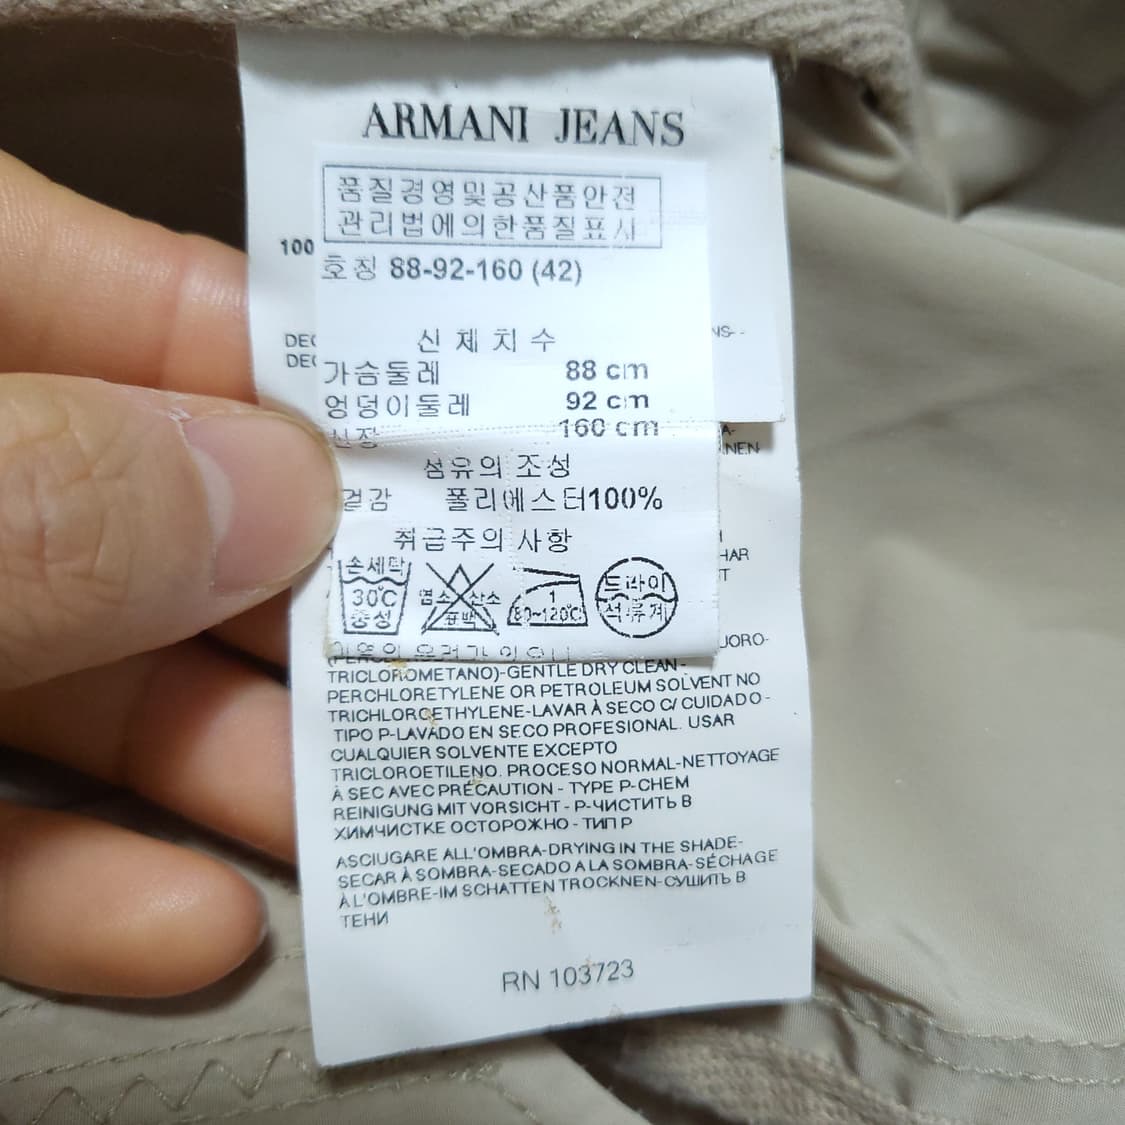 ARMANI JEANS
품질경영및공산품안전
관리법에의한품질표시
100
호칭 88-92-160 (42)
신체치수
가슴둘레 88 cm
엉덩이둘레 92 cm
신장 160 cm
섬유의 조성
겉감 폴리에스터100%
취급주의 사항
손세탁
30℃
중성
염소 산소
표백
1
80~120℃
드라이
석유계
TRICLOROMETANO)-GENTLE DRY CLEAN-
PERCHLORETYLENE OR PETROLEUM SOLVENT NO
TRICHLOROETHYLENE-LAVAR À SECO C/ CUIDADO -
TIPO P-LAVADO EN SECO PROFESIONAL. USAR
CUALQUIER SOLVENTE EXCEPTO
TRICLOROETILENO. PROCESO NORMAL-NETTOYAGE
À SEC AVEC PRÉCAUTION - TYPE P-CHEM
REINIGUNG MIT VORSICHT - P-ЧИСТИТЬ В
ХИМЧИСТКЕ ОСТОРОЖНО - ТИП Р
ASCIUGARE ALL'OMBRA-DRYING IN THE SHADE-
SECAR À SOMBRA-SECADO A LA SOMBRA-SÉCHAGE
À L'OMBRE-IM SCHATTEN TROCKNEN-СУШИТЬ В
ТЕНИ
RN 103723